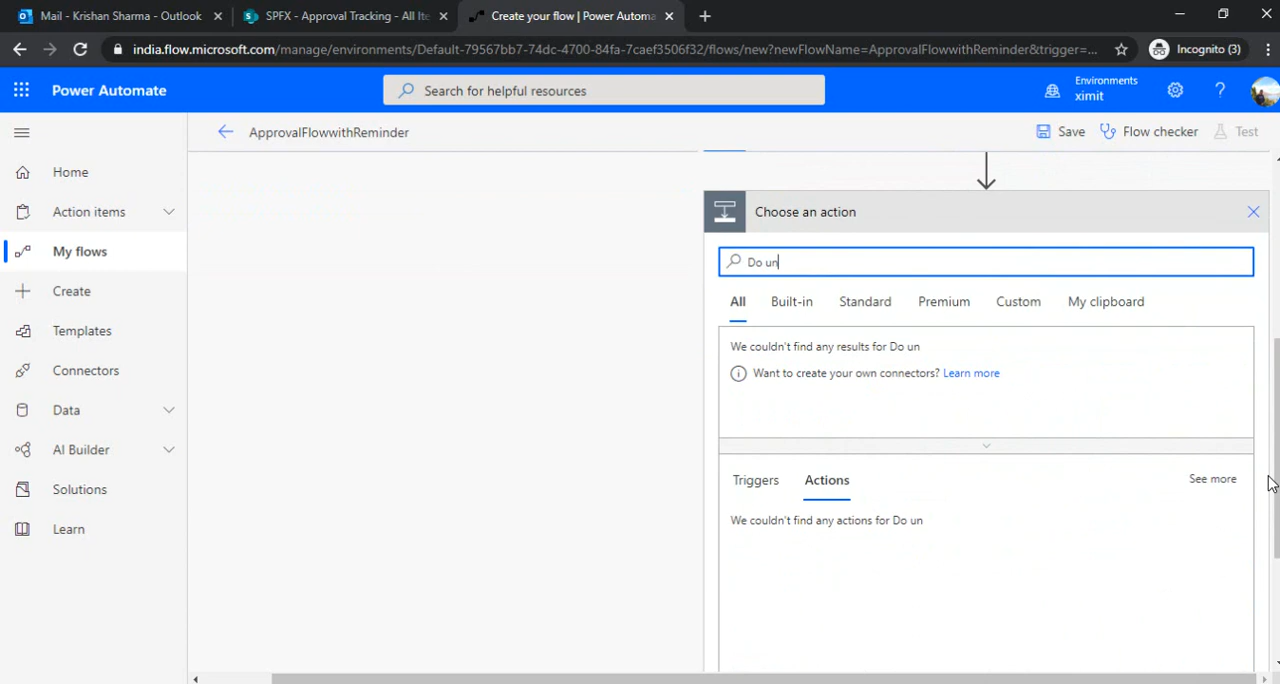 Mail - Krishan Sharma - Outlook
SPFX - Approval Tracking - All Ite
Create your flow | Power Automa
india.flow.microsoft.com/manage/environments/Default-79567bb7-74dc-4700-84fa-7caef3506f32/flows/new?newFlowName=ApprovalFlowwithReminder&trigger=...
Incognito (3)
Power Automate
Search for helpful resources
Environments
ximit
ApprovalFlowwithReminder
Save
Flow checker
Test
Home
Action items
My flows
Create
Templates
Connectors
Data
AI Builder
Solutions
Learn
Choose an action
Do un
All
Built-in
Standard
Premium
Custom
My clipboard
We couldn't find any results for Do un
Want to create your own connectors? Learn more
Triggers
Actions
See more
We couldn't find any actions for Do un